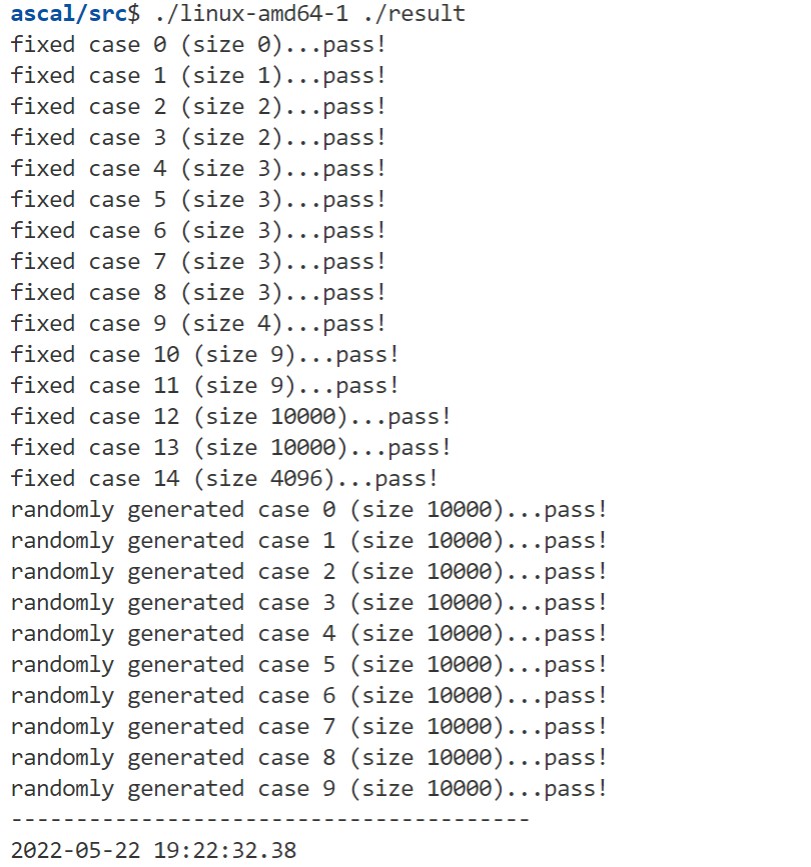 ascal/src$ ./linux-amd64-1 ./result
fixed case 0 (size 0)...pass!
fixed case 1 (size 1)...pass!
fixed case 2 (size 2)...pass!
fixed case 3 (size 2)...pass!
fixed case 4 (size 3)...pass!
fixed case 5 (size 3)...pass!
fixed case 6 (size 3)...pass!
fixed case 7 (size 3)...pass!
fixed case 8 (size 3)...pass!
fixed case 9 (size 4)...pass!
fixed case 10 (size 9)...pass!
fixed case 11 (size 9)...pass!
fixed case 12 (size 10000)...pass!
fixed case 13 (size 10000)...pass!
fixed case 14 (size 4096)...pass!
randomly generated case 0 (size 10000)...pass!
randomly generated case 1 (size 10000)...pass!
randomly generated case 2 (size 10000)...pass!
randomly generated case 3 (size 10000)...pass!
randomly generated case 4 (size 10000)...pass!
randomly generated case 5 (size 10000)...pass!
randomly generated case 6 (size 10000)...pass!
randomly generated case 7 (size 10000)...pass!
randomly generated case 8 (size 10000)...pass!
randomly generated case 9 (size 10000)...pass!
----------------------------------------
2022-05-22 19:22:32.38